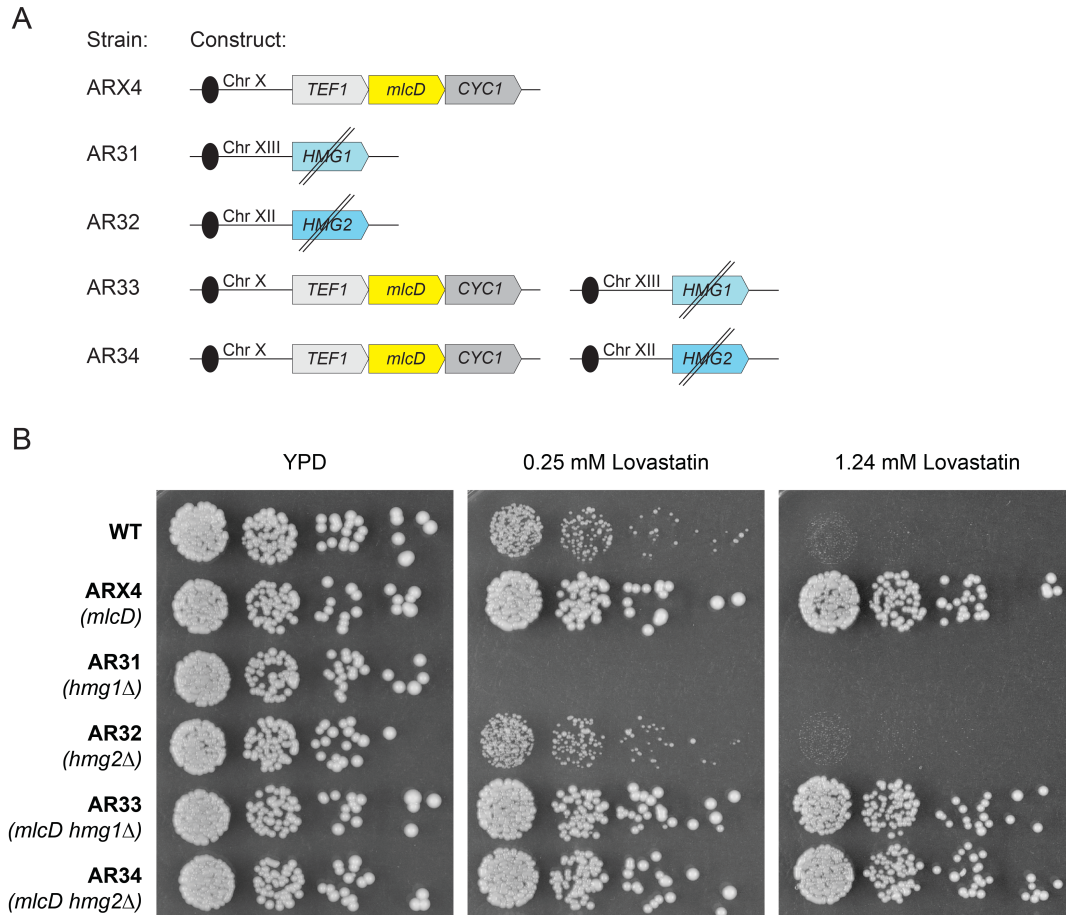 A
Strain: Construct:
ARX4 Chr X TEF1 mlcD CYC1
AR31 Chr XIII HMG1
AR32 Chr XII HMG2
AR33 Chr X TEF1 mlcD CYC1 Chr XIII HMG1
AR34 Chr X TEF1 mlcD CYC1 Chr XII HMG2
B
YPD 0.25 mM Lovastatin 1.24 mM Lovastatin
WT
ARX4
(mlcD)
AR31
(hmg1Δ)
AR32
(hmg2Δ)
AR33
(mlcD hmg1Δ)
AR34
(mlcD hmg2Δ)